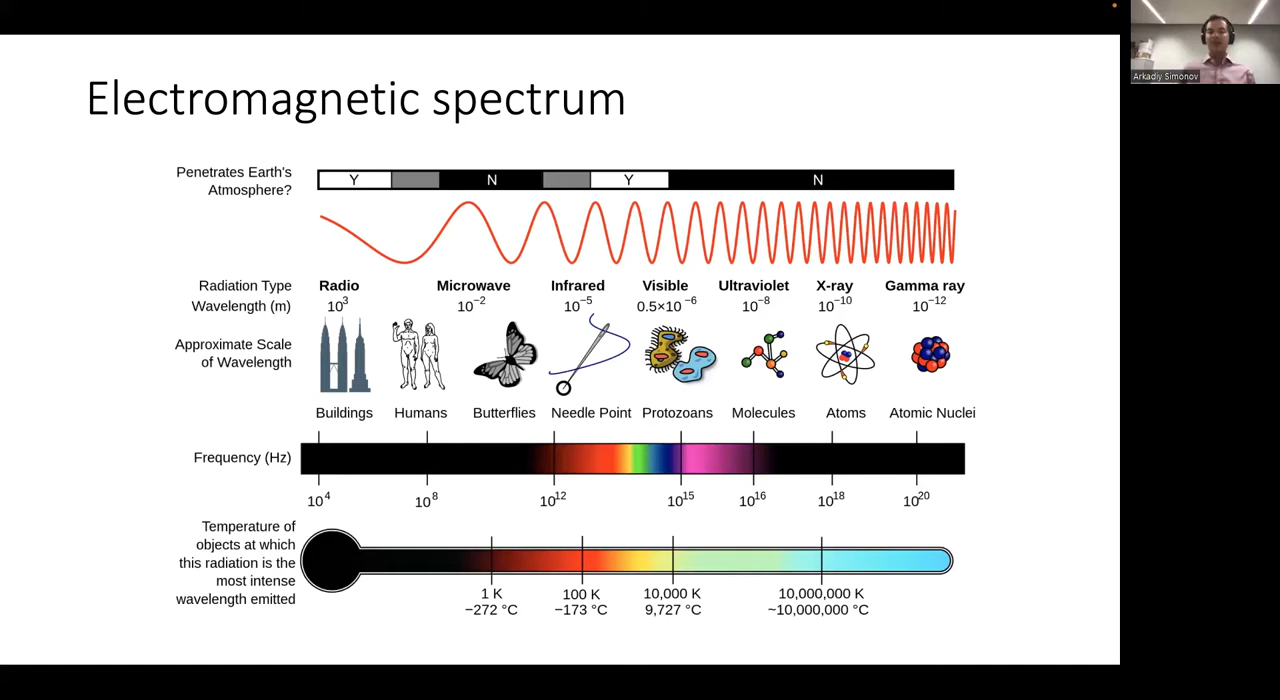 Arkadiy Simonov
Electromagnetic spectrum
Penetrates Earth's
Atmosphere?
Y N Y N
Radiation Type Radio Microwave Infrared Visible Ultraviolet X-ray Gamma ray
Wavelength (m) 10³ 10⁻² 10⁻⁵ 0.5×10⁻⁶ 10⁻⁸ 10⁻¹⁰ 10⁻¹²
Approximate Scale
of Wavelength
Buildings Humans Butterflies Needle Point Protozoans Molecules Atoms Atomic Nuclei
Frequency (Hz)
10⁴ 10⁸ 10¹² 10¹⁵ 10¹⁶ 10¹⁸ 10²⁰
Temperature of
objects at which
this radiation is the
most intense
wavelength emitted
1 K 100 K 10,000 K 10,000,000 K
−272 °C −173 °C 9,727 °C ~10,000,000 °C